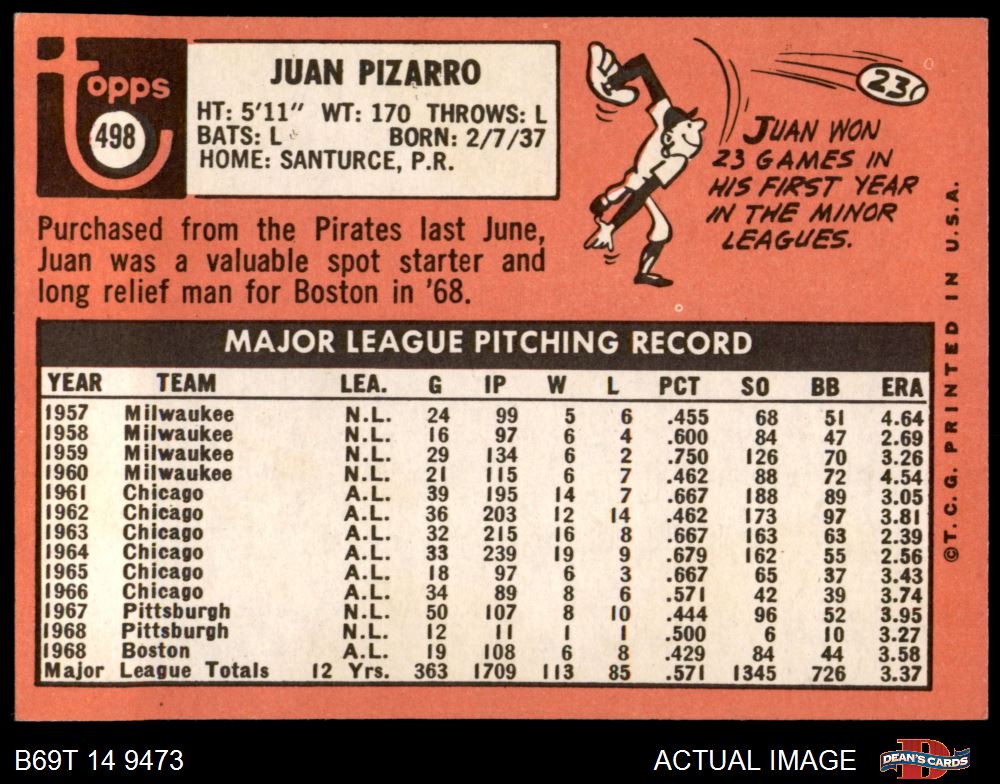 Topps
498
JUAN PIZARRO
HT: 5'11" WT: 170 THROWS: L
BATS: L BORN: 2/7/37
HOME: SANTURCE, P.R.
23
JUAN WON
23 GAMES IN
HIS FIRST YEAR
IN THE MINOR
LEAGUES.
Purchased from the Pirates last June,
Juan was a valuable spot starter and
long relief man for Boston in '68.
MAJOR LEAGUE PITCHING RECORD
YEAR TEAM LEA. G IP W L PCT SO BB ERA
1957 Milwaukee N.L. 24 99 5 6 .455 68 51 4.64
1958 Milwaukee N.L. 16 97 6 4 .600 84 47 2.69
1959 Milwaukee N.L. 29 134 6 2 .750 126 70 3.26
1960 Milwaukee N.L. 21 115 6 7 .462 88 72 4.54
1961 Chicago A.L. 39 195 14 7 .667 188 89 3.05
1962 Chicago A.L. 36 203 12 14 .462 173 97 3.81
1963 Chicago A.L. 32 215 16 8 .667 163 63 2.39
1964 Chicago A.L. 33 239 19 9 .679 162 55 2.56
1965 Chicago A.L. 18 97 6 3 .667 65 37 3.43
1966 Chicago A.L. 34 89 8 6 .571 42 39 3.74
1967 Pittsburgh N.L. 50 107 8 10 .444 96 52 3.95
1968 Pittsburgh N.L. 12 11 1 1 .500 6 10 3.27
1968 Boston A.L. 19 108 6 8 .429 84 44 3.58
Major League Totals 12 Yrs. 363 1709 113 85 .571 1345 726 3.37
©T.C.G. PRINTED IN U.S.A.
B69T 14 9473
ACTUAL IMAGE
DEAN'S CARDS